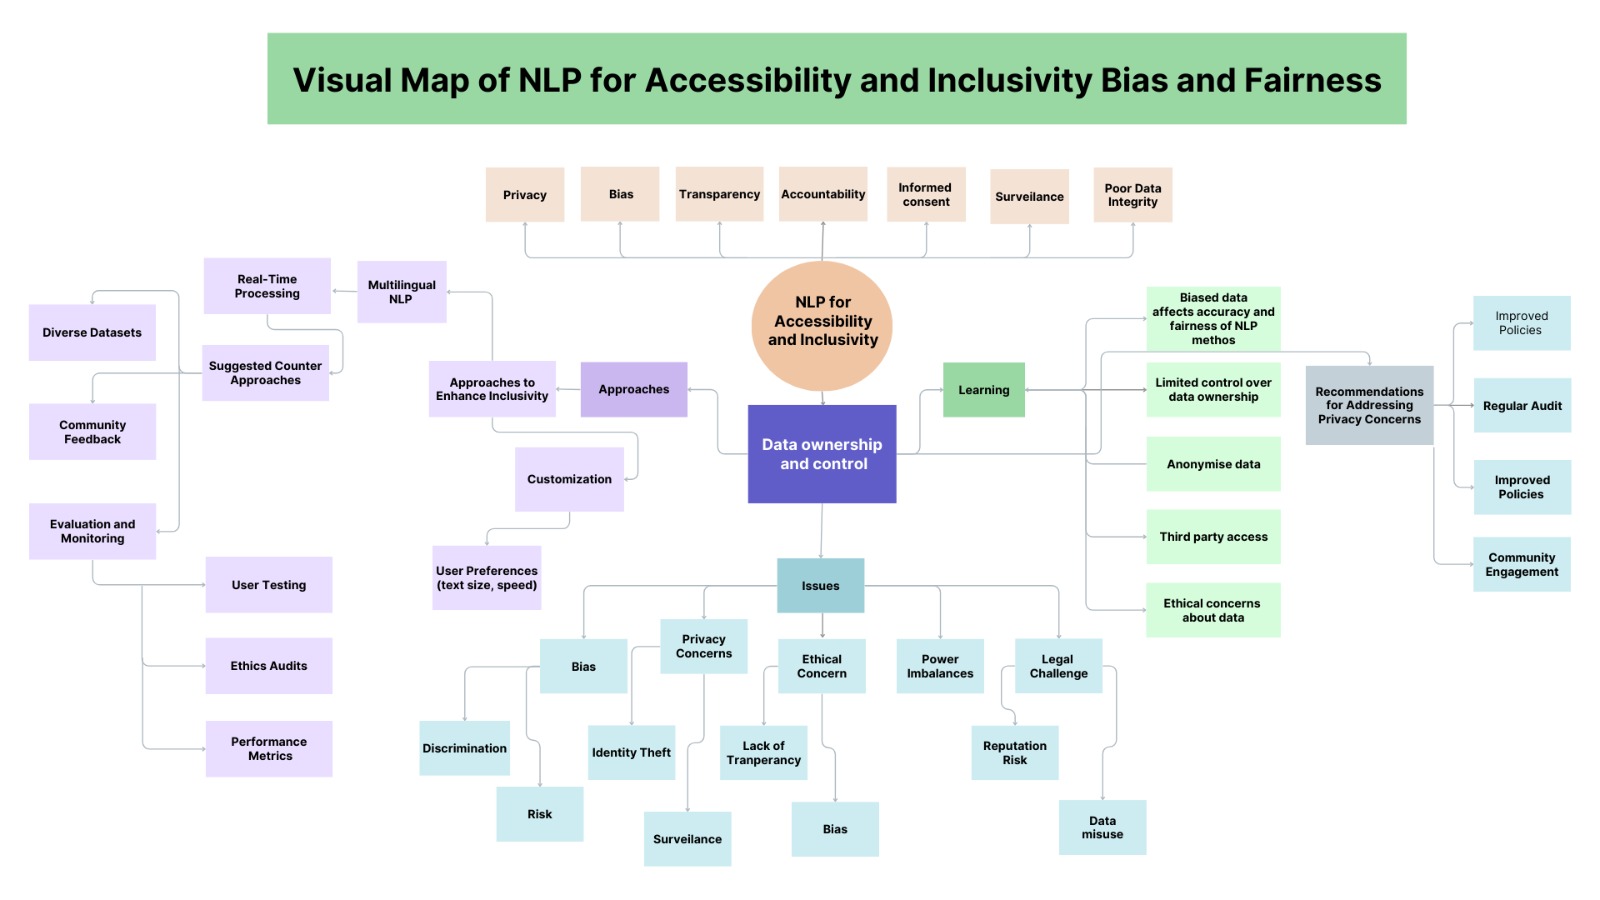 Visual Map of NLP for Accessibility and Inclusivity Bias and Fairness
Privacy
Bias
Transparency
Accountability
Informed
consent
Surveilance
Poor Data
Integrity
NLP for
Accessibility
and Inclusivity
Real-Time
Processing
Multilingual
NLP
Diverse Datasets
Suggested Counter
Approaches
Community
Feedback
Approaches to
Enhance Inclusivity
Approaches
Customization
User Preferences
(text size, speed)
Evaluation and
Monitoring
User Testing
Ethics Audits
Performance
Metrics
Data ownership
and control
Learning
Biased data
affects accuracy and
fairness of NLP
methos
Limited control over
data ownership
Anonymise data
Third party access
Ethical concerns
about data
Recommendations
for Addressing
Privacy Concerns
Improved
Policies
Regular Audit
Improved
Policies
Community
Engagement
Issues
Bias
Privacy
Concerns
Ethical
Concern
Power
Imbalances
Legal
Challenge
Discrimination
Risk
Identity Theft
Surveilance
Lack of
Tranperancy
Bias
Reputation
Risk
Data
misuse